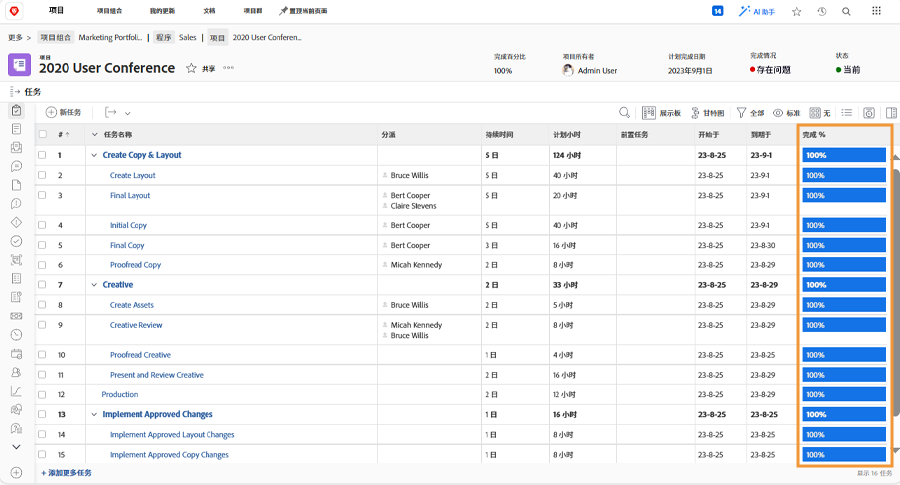 项目 项目组合 我的更新 文档 项目群 置顶当前页面 14 AI 助手
更多 > 项目组合 Marketing Portfoli... | 程序 Sales | 项目 2020 User Conferen...
项目
2020 User Conference 共享
完成百分比
100%
项目所有者
Admin User
计划完成日期
2023年9月1日
完成情况
存在问题
状态
当前
任务
新任务 展示板 甘特图 全部 标准 无
# 任务名称 分派 持续时间 计划小时 前置任务 开始于 到期于 完成 %
1 Create Copy & Layout 5 日 124 小时 23-8-25 23-9-1 100%
2 Create Layout Bruce Willis 5 日 40 小时 23-8-25 23-9-1 100%
3 Final Layout Bert Cooper 5 日 20 小时 23-8-25 23-9-1 100%
Claire Stevens
4 Initial Copy Bert Cooper 5 日 40 小时 23-8-25 23-9-1 100%
5 Final Copy Bert Cooper 3 日 16 小时 23-8-25 23-8-30 100%
6 Proofread Copy Micah Kennedy 2 日 8 小时 23-8-25 23-8-29 100%
7 Creative 2 日 33 小时 23-8-25 23-8-29 100%
8 Create Assets Bruce Willis 2 日 5 小时 23-8-25 23-8-29 100%
9 Creative Review Micah Kennedy 2 日 8 小时 23-8-25 23-8-29 100%
Bruce Willis
10 Proofread Creative 1 日 4 小时 23-8-25 23-8-25 100%
11 Present and Review Creative 2 日 16 小时 23-8-25 23-8-29 100%
12 Production 2 日 12 小时 23-8-25 23-8-29 100%
13 Implement Approved Changes 1 日 16 小时 23-8-25 23-8-25 100%
14 Implement Approved Layout Changes 1 日 8 小时 23-8-25 23-8-25 100%
15 Implement Approved Copy Changes 1 日 8 小时 23-8-25 23-8-25 100%
+ 添加更多任务 显示 16 任务